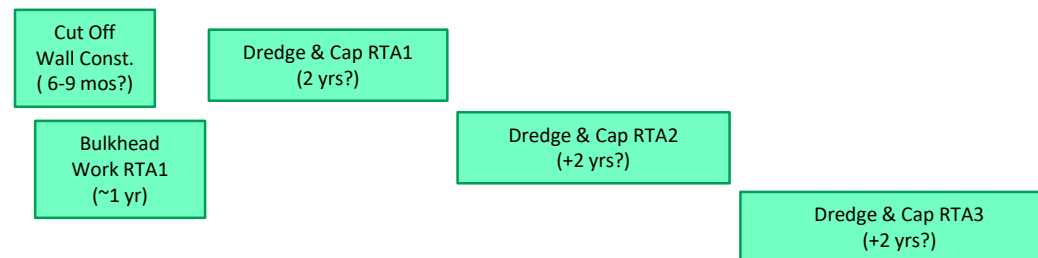 Cut Off
Wall Const.
( 6-9 mos?)
Dredge & Cap RTA1
(2 yrs?)
Bulkhead
Work RTA1
(~1 yr)
Dredge & Cap RTA2
(+2 yrs?)
Dredge & Cap RTA3
(+2 yrs?)